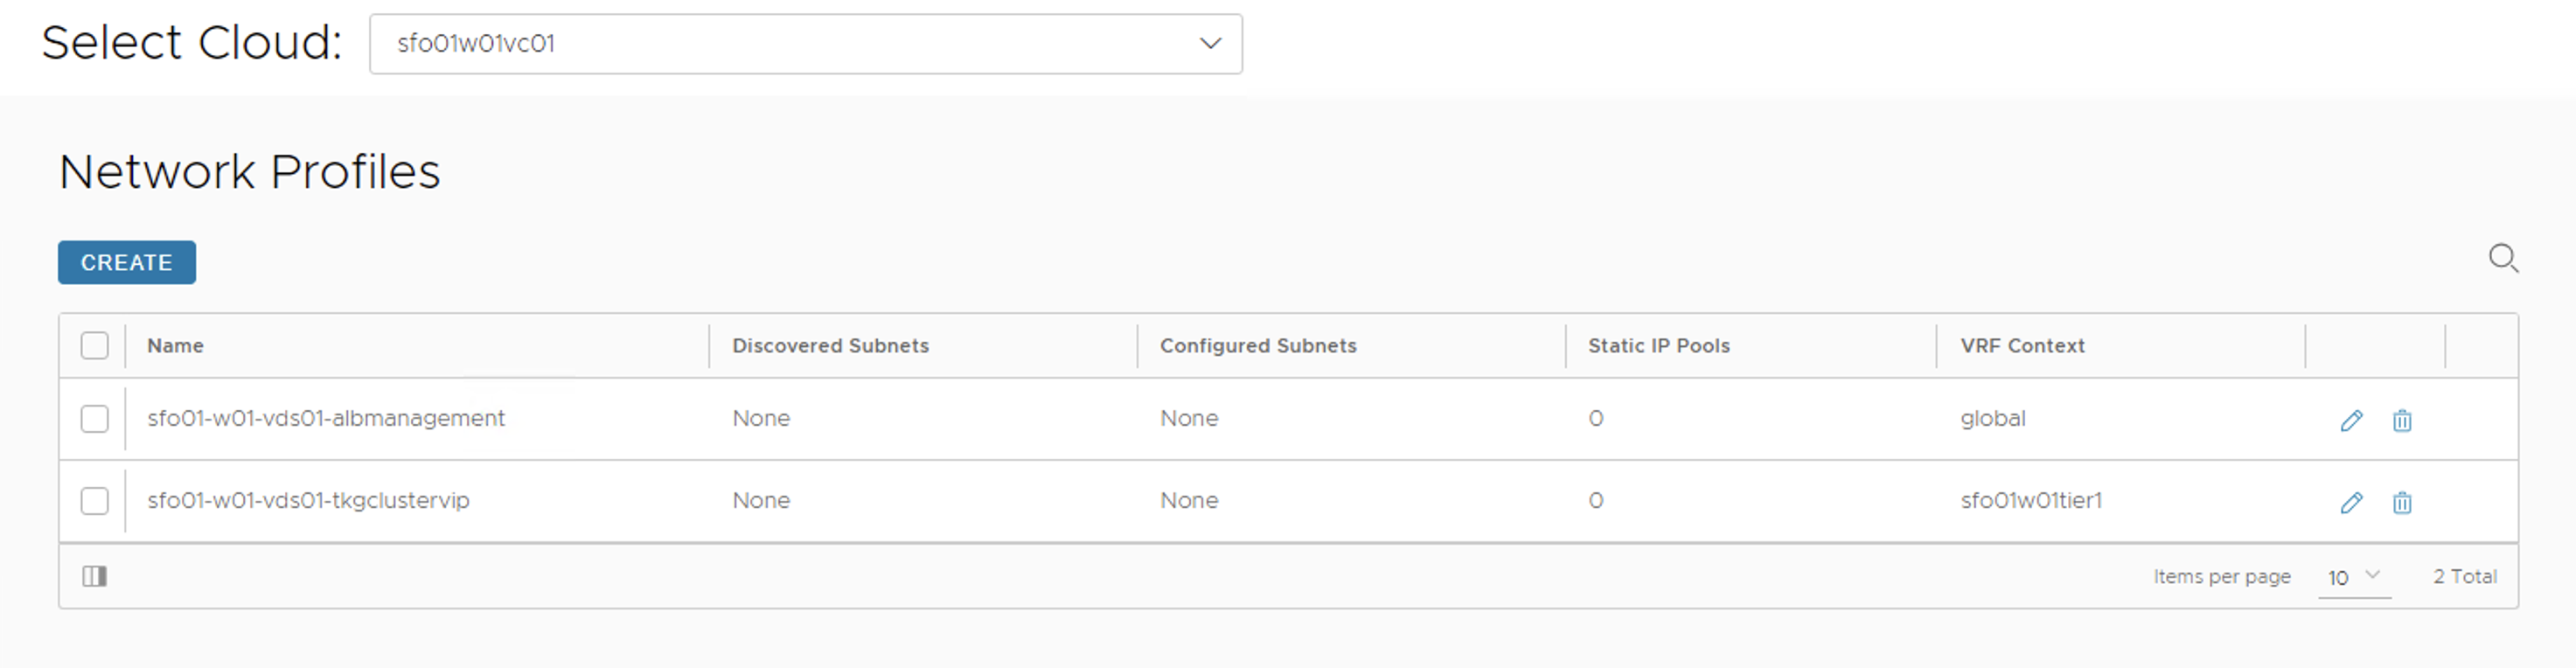 Select Cloud: sfo01w01vc01
Network Profiles
CREATE
Name Discovered Subnets Configured Subnets Static IP Pools VRF Context
sfo01-w01-vds01-albmanagement None None 0 global
sfo01-w01-vds01-tkgclustervip None None 0 sfo01w01tier1
Items per page 10 2 Total